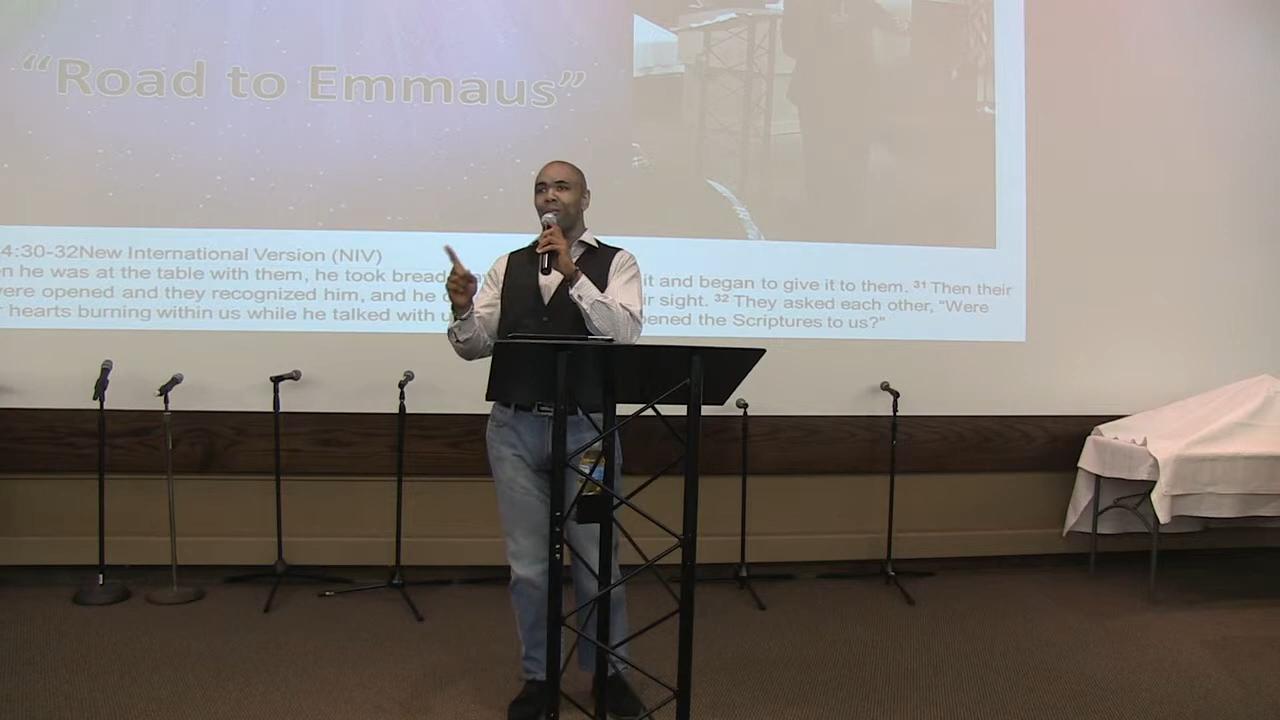 “Road to Emmaus”
4:30-32New International Version (NIV)
n he was at the table with them, he took bread it and began to give it to them. ³¹ Then their
were opened and they recognized him, and he ir sight. ³² They asked each other, “Were
hearts burning within us while he talked with pened the Scriptures to us?”